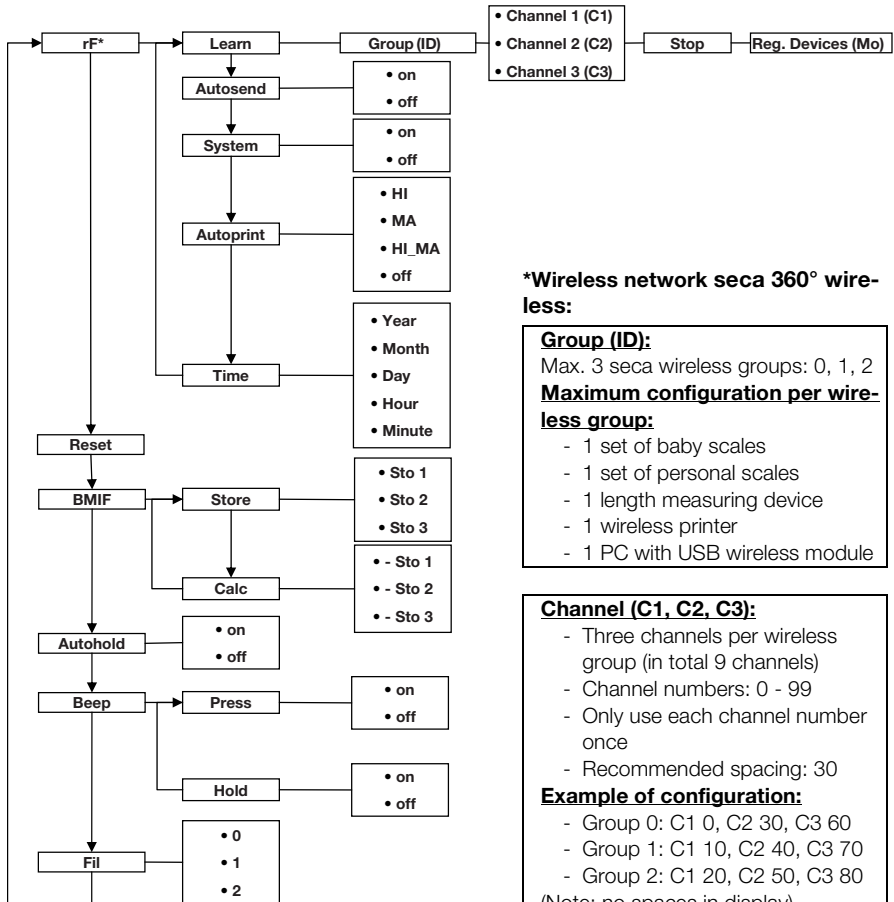 rF*
Learn
Group (ID)
• Channel 1 (C1)
• Channel 2 (C2)
• Channel 3 (C3)
Stop
Reg. Devices (Mo)
Autosend
• on
• off
System
• on
• off
Autoprint
• HI
• MA
• HI_MA
• off
Time
• Year
• Month
• Day
• Hour
• Minute
Reset
BMIF
Store
• Sto 1
• Sto 2
• Sto 3
Calc
• - Sto 1
• - Sto 2
• - Sto 3
Autohold
• on
• off
Beep
Press
• on
• off
Hold
• on
• off
Fil
• 0
• 1
• 2
*Wireless network seca 360° wire-
less:
Group (ID):
Max. 3 seca wireless groups: 0, 1, 2
Maximum configuration per wire-
less group:
- 1 set of baby scales
- 1 set of personal scales
- 1 length measuring device
- 1 wireless printer
- 1 PC with USB wireless module
Channel (C1, C2, C3):
- Three channels per wireless
group (in total 9 channels)
- Channel numbers: 0 - 99
- Only use each channel number
once
- Recommended spacing: 30
Example of configuration:
- Group 0: C1 0, C2 30, C3 60
- Group 1: C1 10, C2 40, C3 70
- Group 2: C1 20, C2 50, C3 80
(Note: no spaces in display)